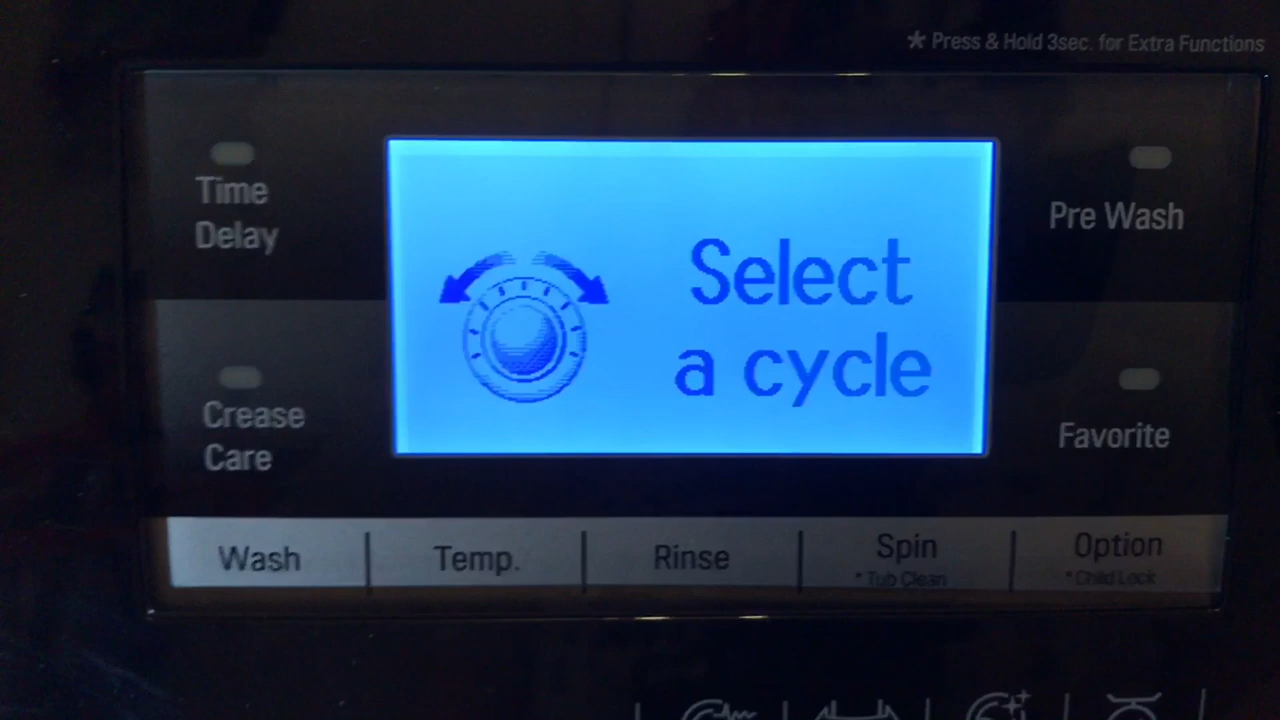 * Press & Hold 3sec. for Extra Functions
Time
Delay
Pre Wash
Select
a cycle
Crease
Care
Favorite
Wash
Temp.
Rinse
Spin
* Tub Clean
Option
* Child Lock